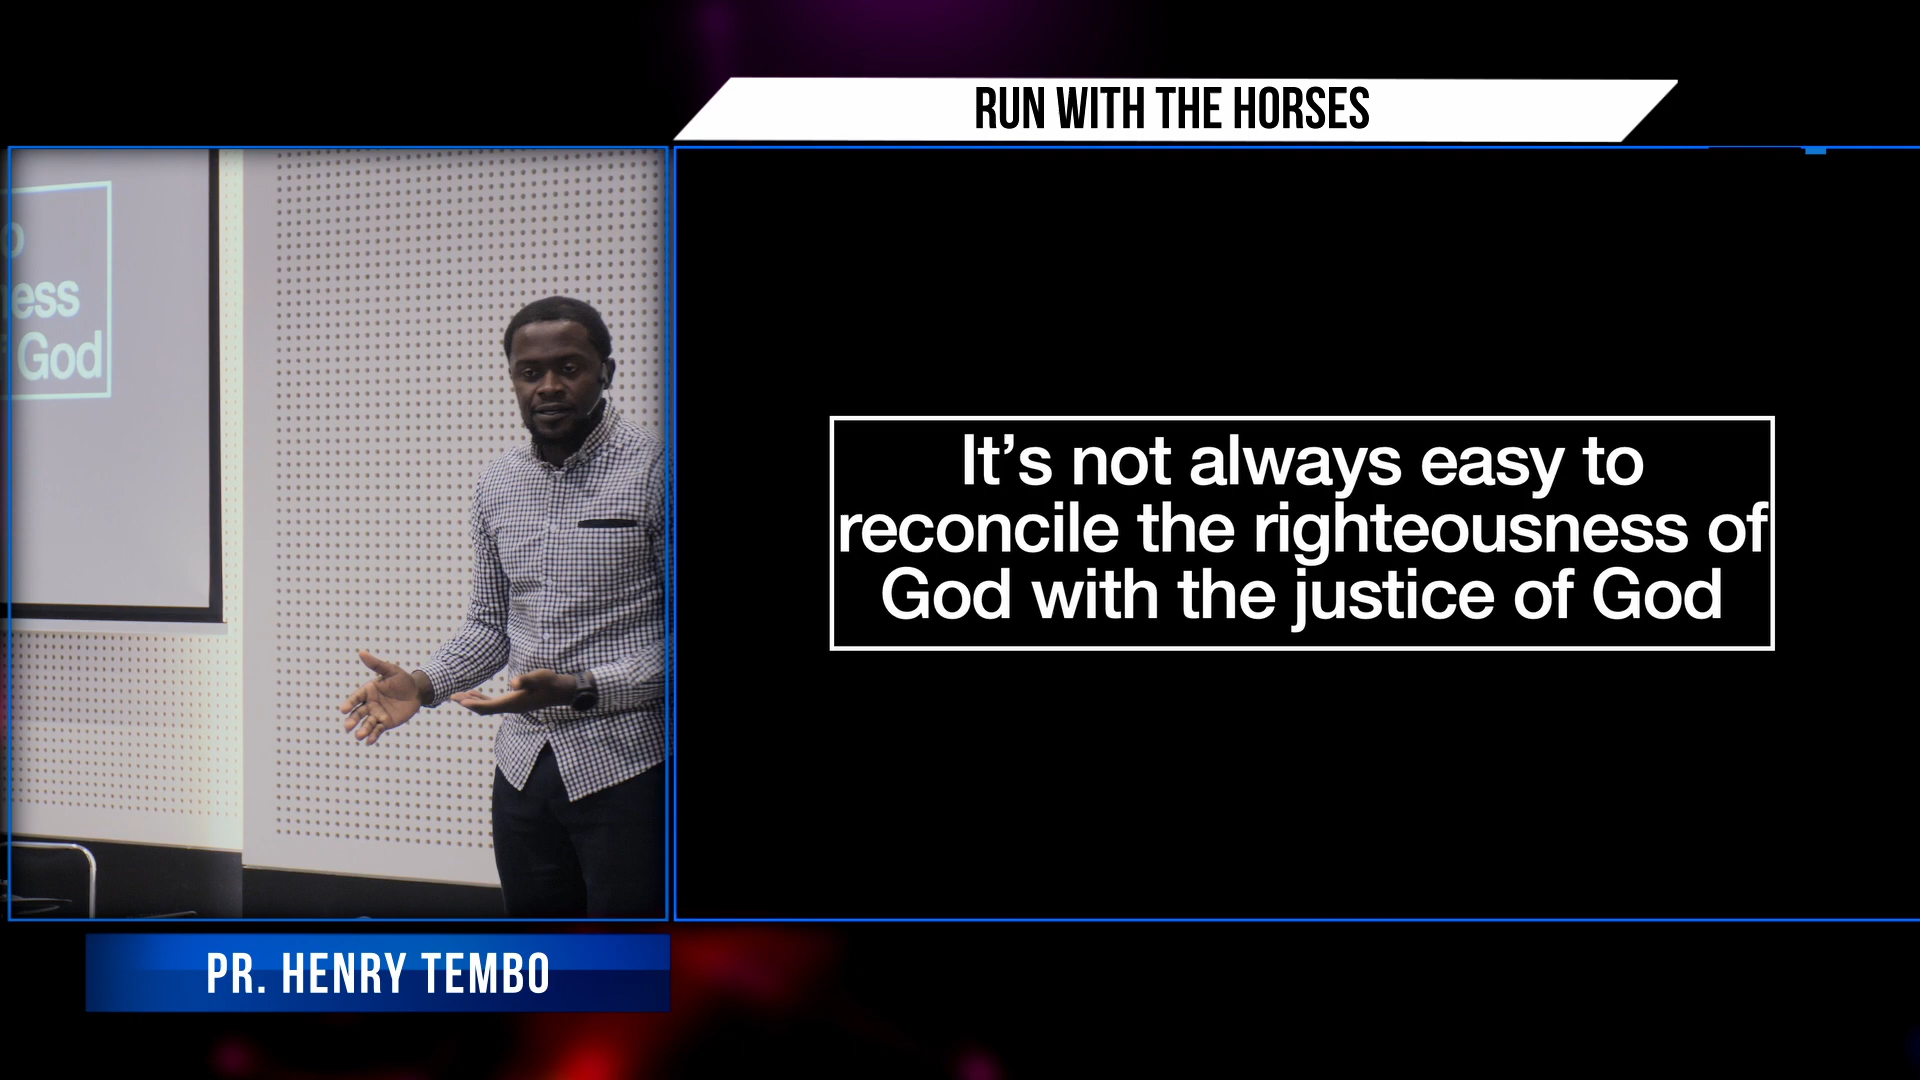 RUN WITH THE HORSES
o
ess
God
It’s not always easy to
reconcile the righteousness of
God with the justice of God
PR. HENRY TEMBO